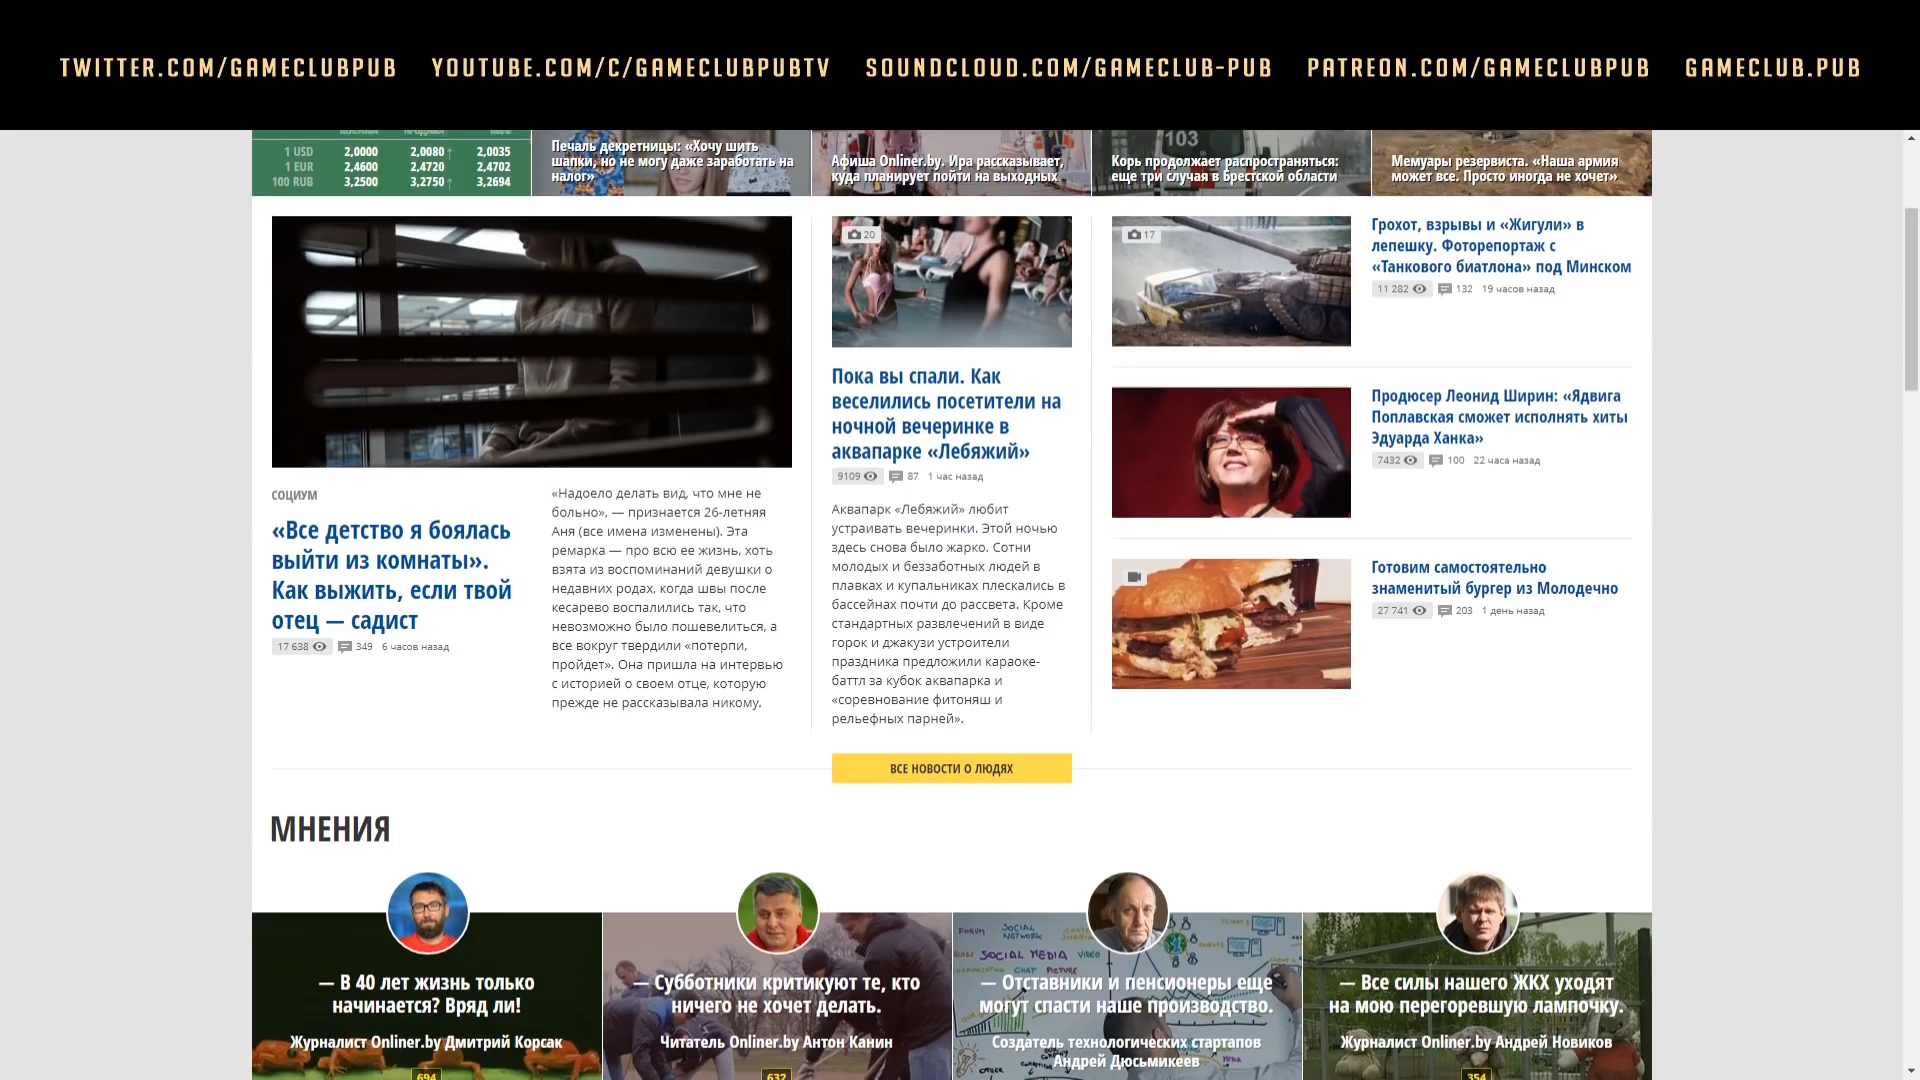 TWITTER.COM/GAMECLUBPUB YOUTUBE.COM/C/GAMECLUBPUBTV SOUNDCLOUD.COM/GAMECLUB-PUB PATREON.COM/GAMECLUBPUB GAMECLUB.PUB
1 USD 2,0000 2,0080↑ 2,0035
1 EUR 2,4600 2,4720 2,4702
100 RUB 3,2500 3,2750↑ 3,2694
Печаль декретницы: «Хочу шить
шапки, но не могу даже заработать на
налог»
Афиша Onliner.by. Ира рассказывает,
куда планирует пойти на выходных
103
Корь продолжает распространяться:
еще три случая в Брестской области
Мемуары резервиста. «Наша армия
может все. Просто иногда не хочет»
СОЦИУМ
«Все детство я боялась
выйти из комнаты».
Как выжить, если твой
отец — садист
17 638 349 6 часов назад
«Надоело делать вид, что мне не
больно», — признается 26-летняя
Аня (все имена изменены). Эта
ремарка — про всю ее жизнь, хоть
взята из воспоминаний девушки о
недавних родах, когда швы после
кесарево воспалились так, что
невозможно было пошевелиться, а
все вокруг твердили «потерпи,
пройдет». Она пришла на интервью
с историей о своем отце, которую
прежде не рассказывала никому.
20
Пока вы спали. Как
веселились посетители на
ночной вечеринке в
аквапарке «Лебяжий»
9109 87 1 час назад
Аквапарк «Лебяжий» любит
устраивать вечеринки. Этой ночью
здесь снова было жарко. Сотни
молодых и беззаботных людей в
плавках и купальниках плескались в
бассейнах почти до рассвета. Кроме
стандартных развлечений в виде
горок и джакузи устроители
праздника предложили караоке-
баттл за кубок аквапарка и
«соревнование фитоняш и
рельефных парней».
17
Грохот, взрывы и «Жигули» в
лепешку. Фоторепортаж с
«Танкового биатлона» под Минском
11 282 132 19 часов назад
Продюсер Леонид Ширин: «Ядвига
Поплавская сможет исполнять хиты
Эдуарда Ханка»
7432 100 22 часа назад
Готовим самостоятельно
знаменитый бургер из Молодечно
27 741 203 1 день назад
ВСЕ НОВОСТИ О ЛЮДЯХ
МНЕНИЯ
— В 40 лет жизнь только
начинается? Вряд ли!
Журналист Onliner.by Дмитрий Корсак
694
— Субботники критикуют те, кто
ничего не хочет делать.
Читатель Onliner.by Антон Канин
632
FORUM SOCIAL
NETWORK
SOCIAL MEDIA VIDEO
CHAT PICTURE
— Отставники и пенсионеры еще
могут спасти наше производство.
Создатель технологических стартапов
Андрей Дюсьмикеев
OTHER
MEDIA
— Все силы нашего ЖКХ уходят
на мою перегоревшую лампочку.
Журналист Onliner.by Андрей Новиков
354